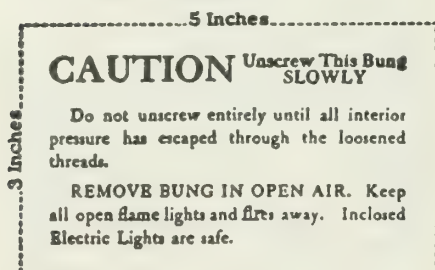 5 Inches
3 Inches
CAUTION Unscrew This Bung
SLOWLY
Do not unscrew entirely until all interior
pressure has escaped through the loosened
threads.
REMOVE BUNG IN OPEN AIR. Keep
all open flame lights and fires away. Inclosed
Electric Lights are safe.